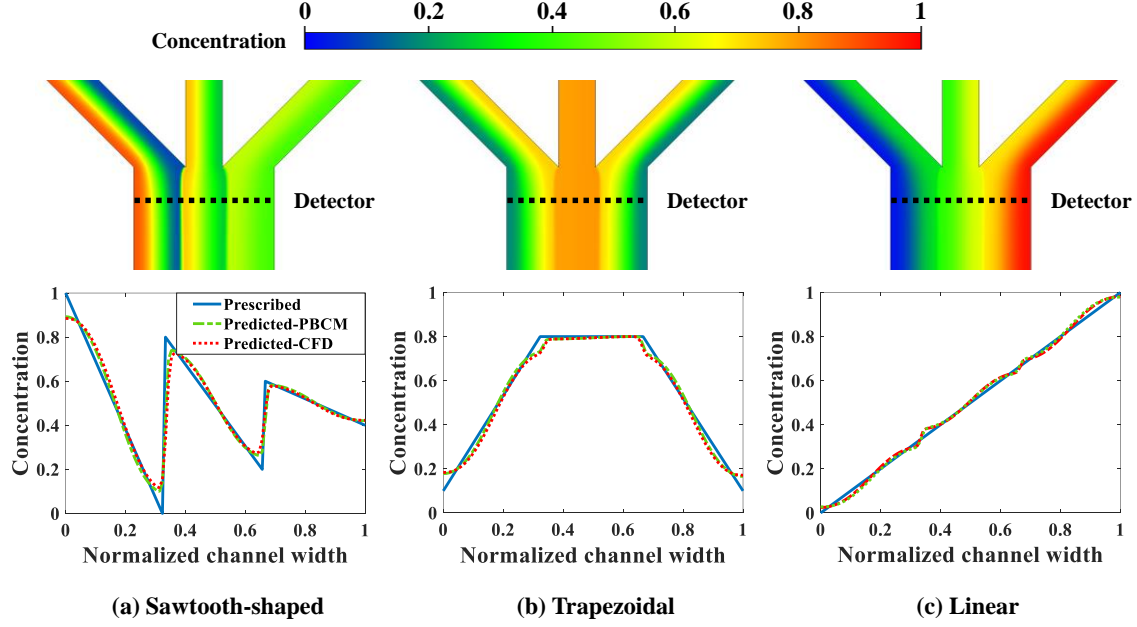 0 0.2 0.4 0.6 0.8 1
Concentration
Detector
Detector
Detector
1
0.8
0.6
0.4
0.2
0
Concentration
Prescribed
Predicted-PBCM
Predicted-CFD
0 0.2 0.4 0.6 0.8 1
Normalized channel width
1
0.8
0.6
0.4
0.2
0
Concentration
0 0.2 0.4 0.6 0.8 1
Normalized channel width
1
0.8
0.6
0.4
0.2
0
Concentration
0 0.2 0.4 0.6 0.8 1
Normalized channel width
(a) Sawtooth-shaped
(b) Trapezoidal
(c) Linear